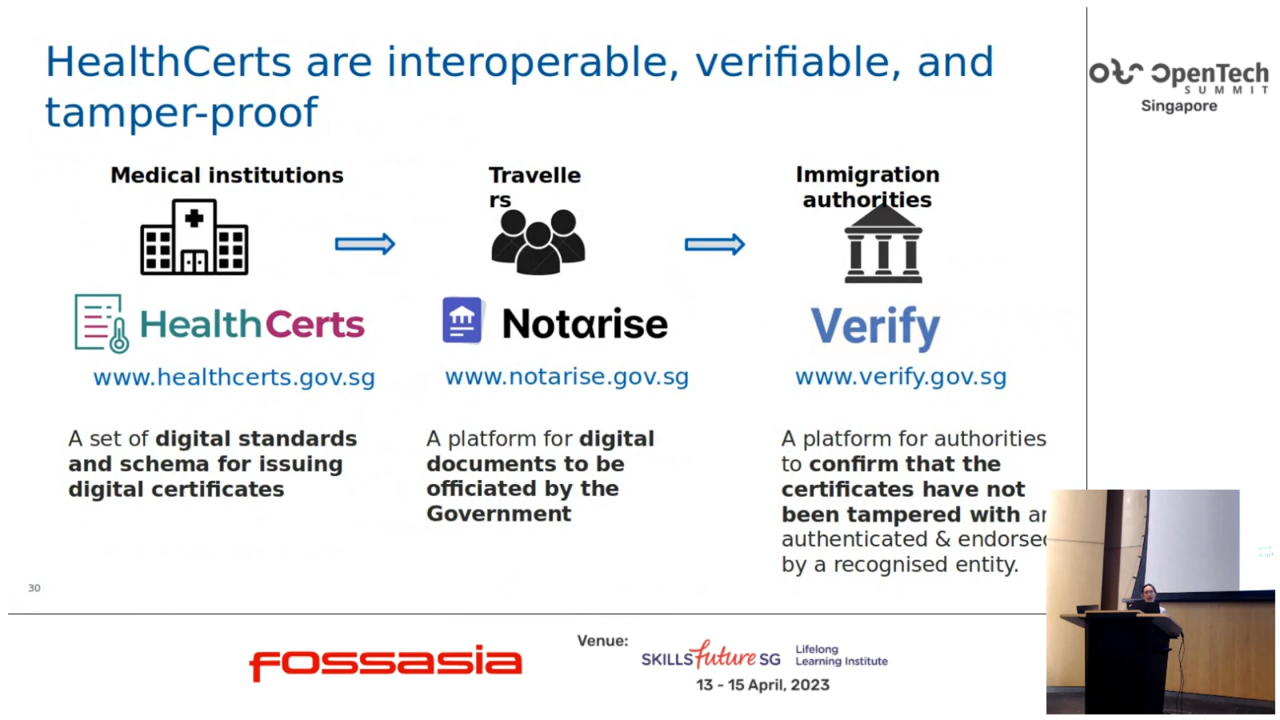 HealthCerts are interoperable, verifiable, and
tamper-proof
OpenTech
SUMMIT
Singapore
Medical institutions
Travelle
rs
Immigration
authorities
HealthCerts
Notarise
Verify
www.healthcerts.gov.sg
www.notarise.gov.sg
www.verify.gov.sg
A set of digital standards
and schema for issuing
digital certificates
A platform for digital
documents to be
officiated by the
Government
A platform for authorities
to confirm that the
certificates have not
been tampered with
authenticated & endorsed
by a recognised entity.
30
fossasia
Venue:
SKILLS future SG
Lifelong
Learning Institute
13 - 15 April, 2023